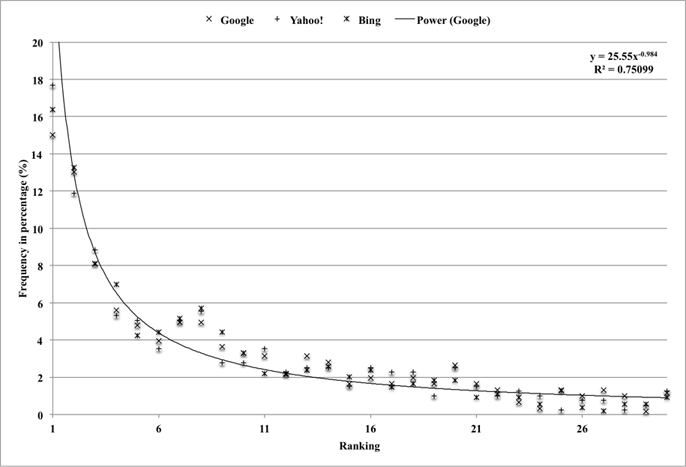 Google Yahoo! Bing Power (Google)
y = 25.55x^-0.984
R² = 0.75099
20
18
16
14
12
10
8
6
4
2
0
Frequency in percentage (%)
1 6 11 16 21 26
Ranking